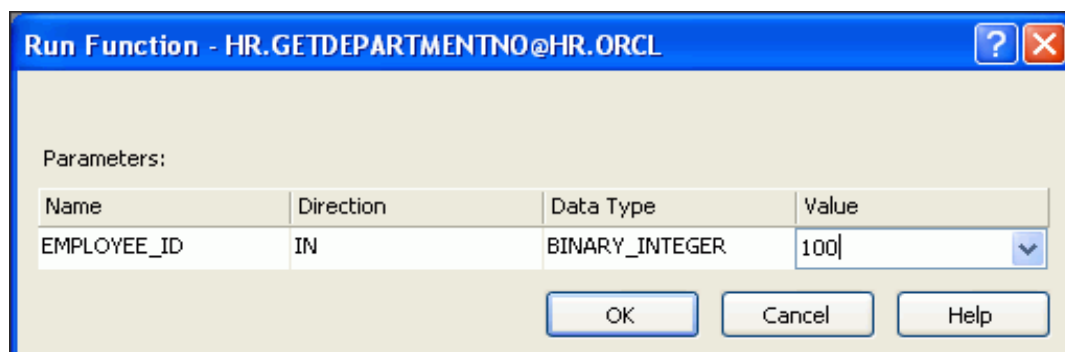 Run Function - HR.GETDEPARTMENTNO@HR.ORCL
?
Parameters:
Name Direction Data Type Value
EMPLOYEE_ID IN BINARY_INTEGER 100
OK Cancel Help